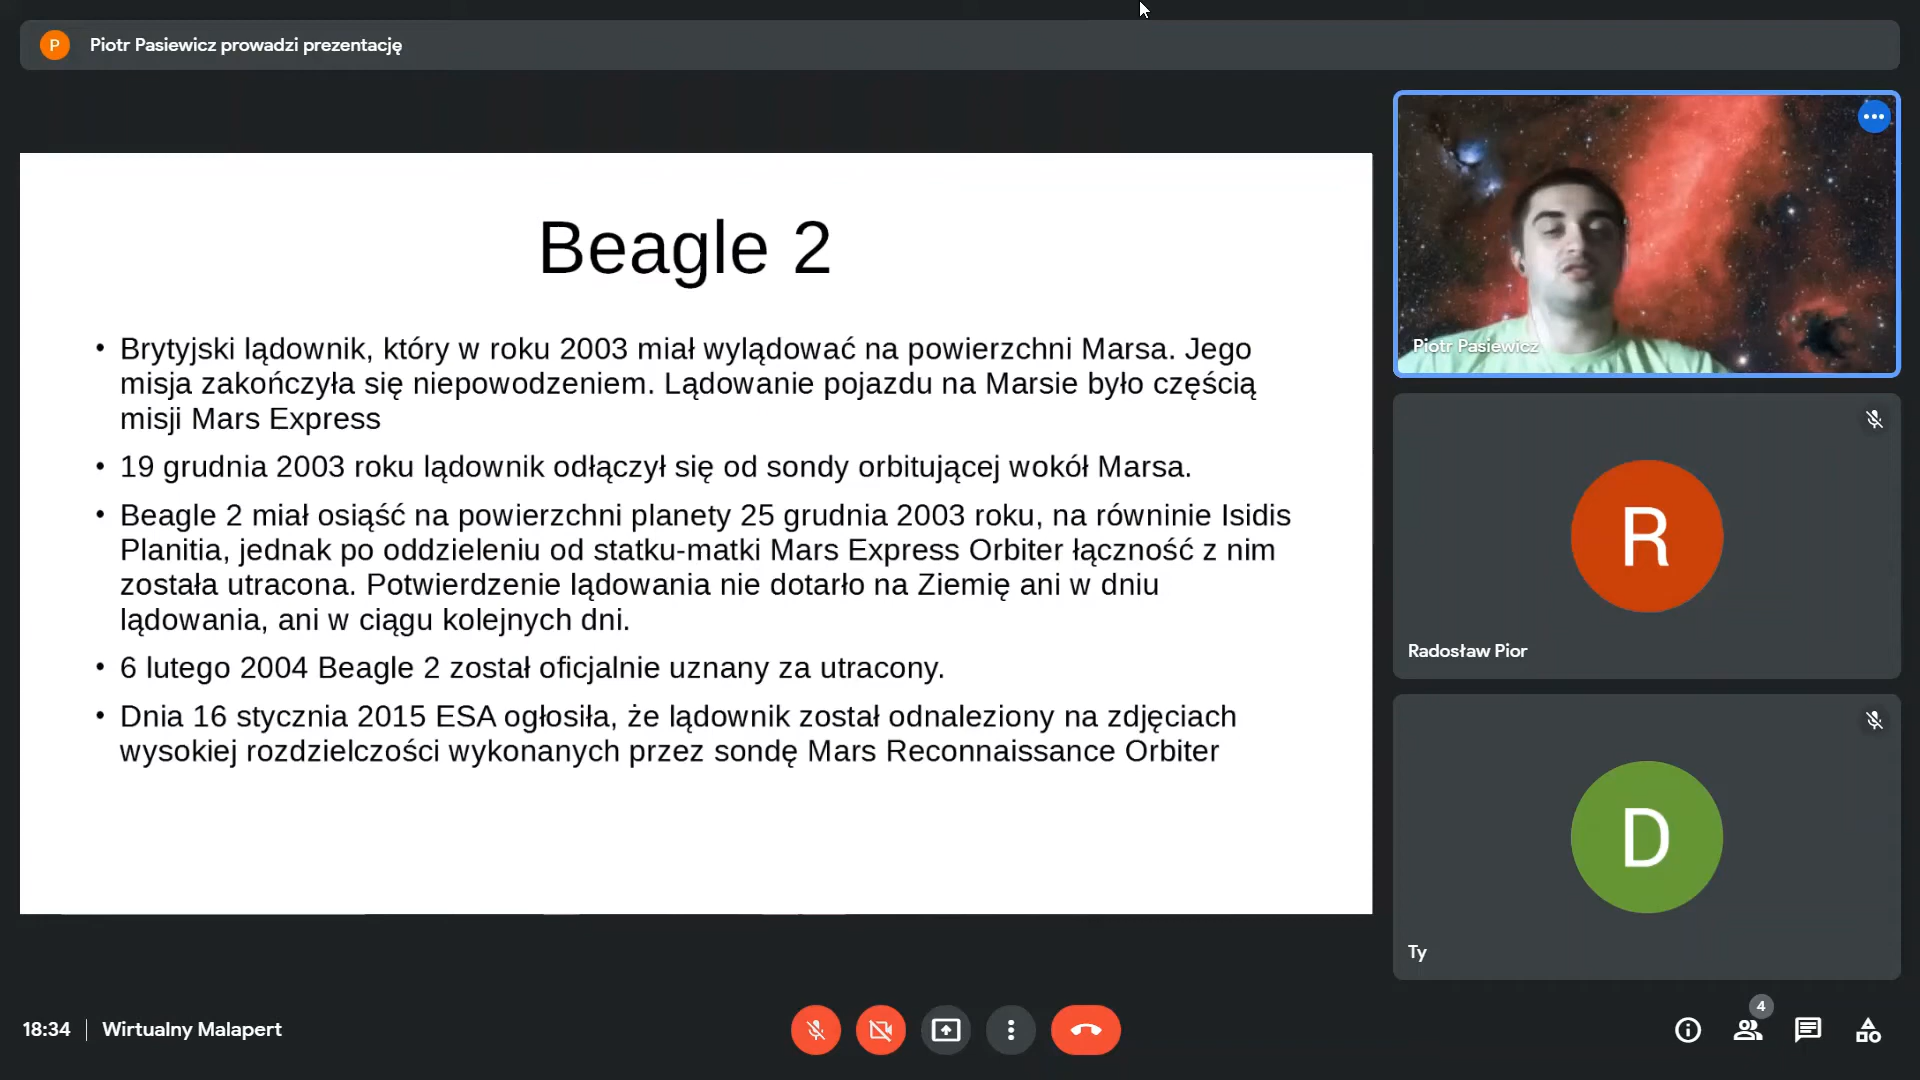 P
Piotr Pasiewicz prowadzi prezentację
Beagle 2
• Brytyjski lądownik, który w roku 2003 miał wylądować na powierzchni Marsa. Jego
misja zakończyła się niepowodzeniem. Lądowanie pojazdu na Marsie było częścią
misji Mars Express
• 19 grudnia 2003 roku lądownik odłączył się od sondy orbitującej wokół Marsa.
• Beagle 2 miał osiąść na powierzchni planety 25 grudnia 2003 roku, na równinie Isidis
Planitia, jednak po oddzieleniu od statku-matki Mars Express Orbiter łączność z nim
została utracona. Potwierdzenie lądowania nie dotarło na Ziemię ani w dniu
lądowania, ani w ciągu kolejnych dni.
• 6 lutego 2004 Beagle 2 został oficjalnie uznany za utracony.
• Dnia 16 stycznia 2015 ESA ogłosiła, że lądownik został odnaleziony na zdjęciach
wysokiej rozdzielczości wykonanych przez sondę Mars Reconnaissance Orbiter
Piotr Pasiewicz
R
Radosław Pior
D
Ty
18:34 | Wirtualny Malapert
4